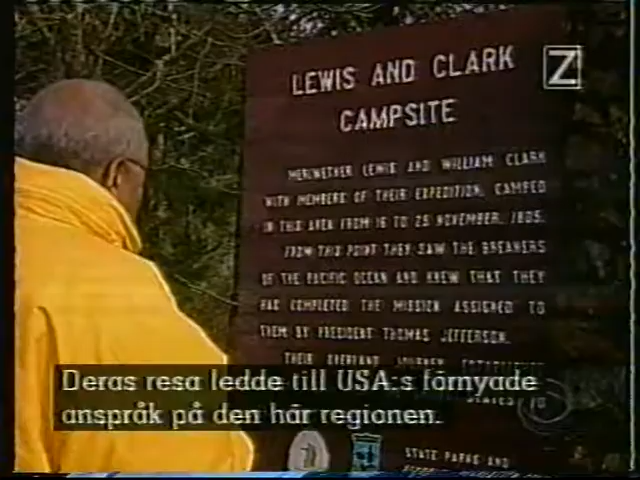 LEWIS AND CLARK
CAMPSITE
Z
MERIWETHER LEWIS AND WILLIAM CLARK
WITH MEMBERS OF THEIR EXPEDITION, CAMPED
IN THIS AREA FROM 16 TO 25 NOVEMBER, 1805.
FROM THIS POINT THEY SAW THE BREAKERS
OF THE PACIFIC OCEAN AND KNEW THAT THEY
HAD COMPLETED THE MISSION ASSIGNED TO
THEM BY PRESIDENT THOMAS JEFFERSON.
THEIR OVERLAND JOURNEY
Deras resa ledde till USA:s förnyade
anspråk på den här regionen.
STATE PARKS AND